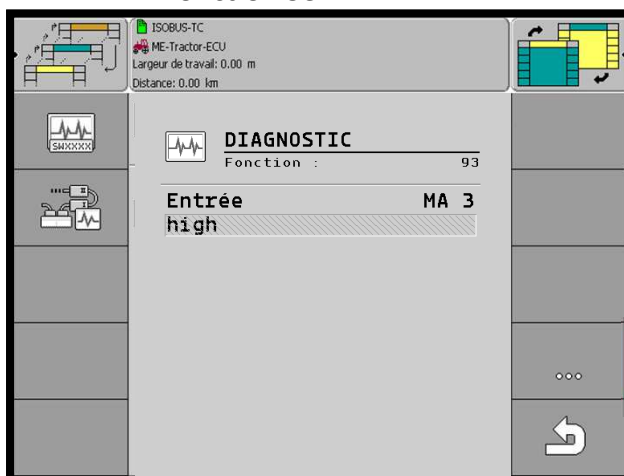 ISOBUS-TC
ME-Tractor-ECU
Largeur de travail: 0.00 m
Distance: 0.00 km
SWXXXX
DIAGNOSTIC
Fonction : 93
Entrée MA 3
high